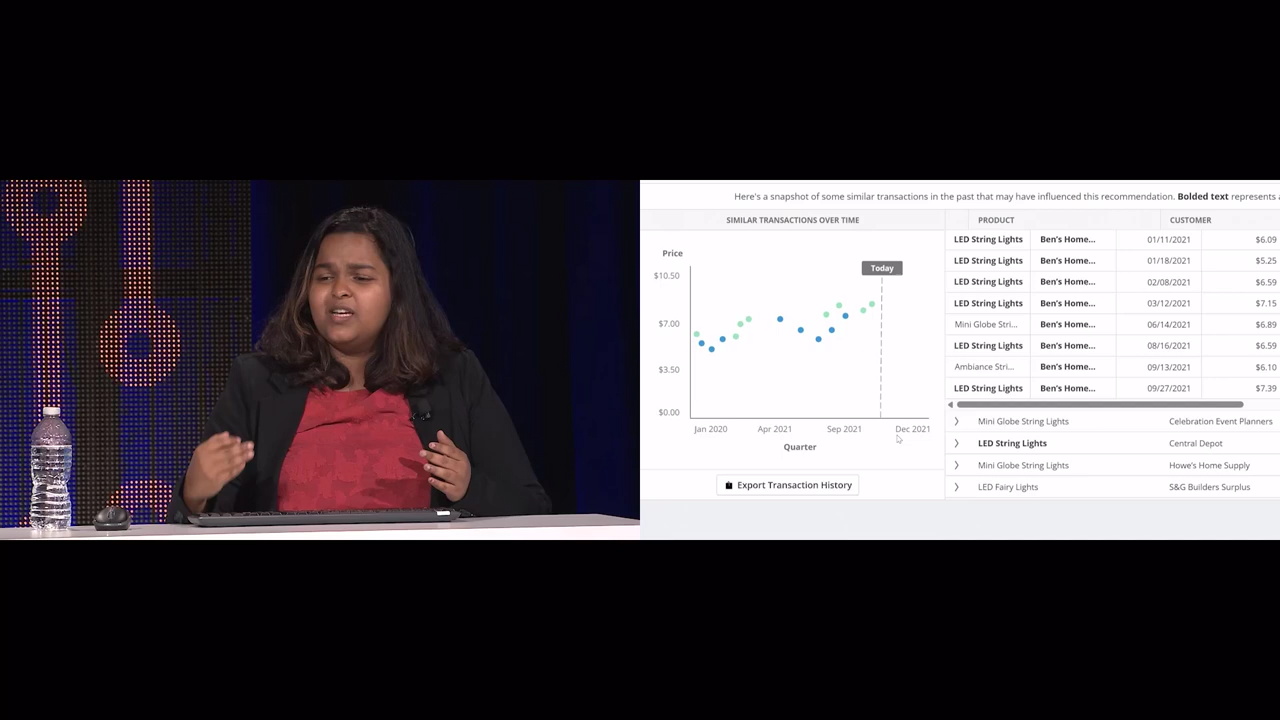 Here's a snapshot of some similar transactions in the past that may have influenced this recommendation. Bolded text represents a
SIMILAR TRANSACTIONS OVER TIME
PRODUCT CUSTOMER
Price
$10.50
$7.00
$3.50
$0.00
Today
Jan 2020 Apr 2021 Sep 2021 Dec 2021
Quarter
Export Transaction History
LED String Lights Ben's Home... 01/11/2021 $6.09
LED String Lights Ben's Home... 01/18/2021 $5.25
LED String Lights Ben's Home... 02/08/2021 $6.59
LED String Lights Ben's Home... 03/12/2021 $7.15
Mini Globe Stri... Ben's Home... 06/14/2021 $6.89
LED String Lights Ben's Home... 08/16/2021 $6.59
Ambiance Stri... Ben's Home... 09/13/2021 $6.10
LED String Lights Ben's Home... 09/27/2021 $7.39
Mini Globe String Lights Celebration Event Planners
LED String Lights Central Depot
Mini Globe String Lights Howe's Home Supply
LED Fairy Lights S&G Builders Surplus